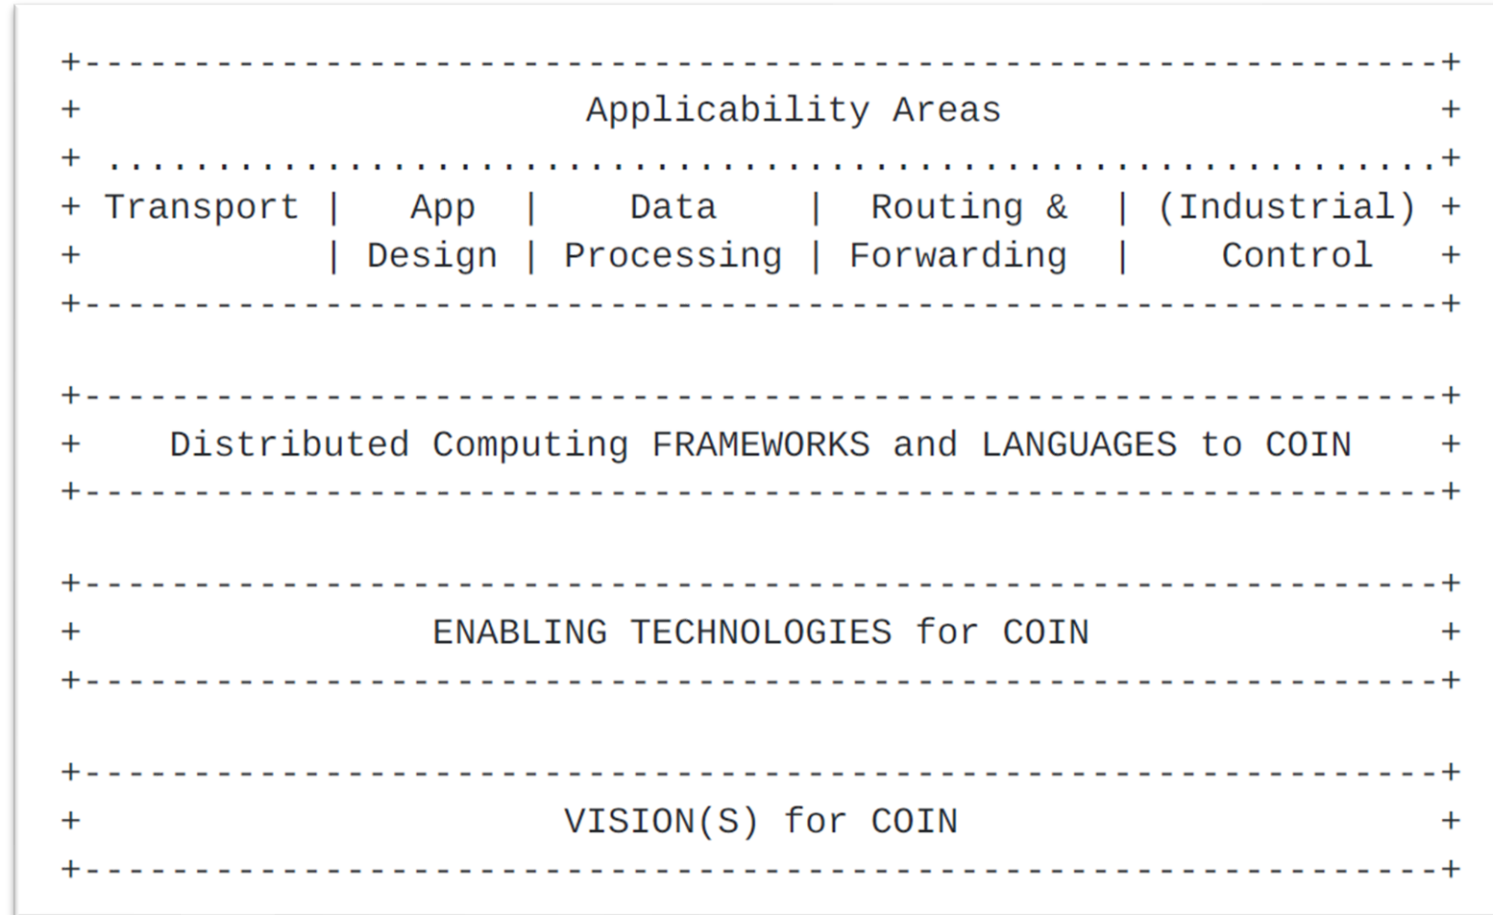 +--------------------------------------------------------------+
+                       Applicability Areas                    +
+ .............................................................+
+ Transport |   App  |    Data    |  Routing &  | (Industrial) +
+           | Design | Processing | Forwarding  |    Control   +
+--------------------------------------------------------------+
+--------------------------------------------------------------+
+    Distributed Computing FRAMEWORKS and LANGUAGES to COIN    +
+--------------------------------------------------------------+
+--------------------------------------------------------------+
+                ENABLING TECHNOLOGIES for COIN                +
+--------------------------------------------------------------+
+--------------------------------------------------------------+
+                      VISION(S) for COIN                      +
+--------------------------------------------------------------+